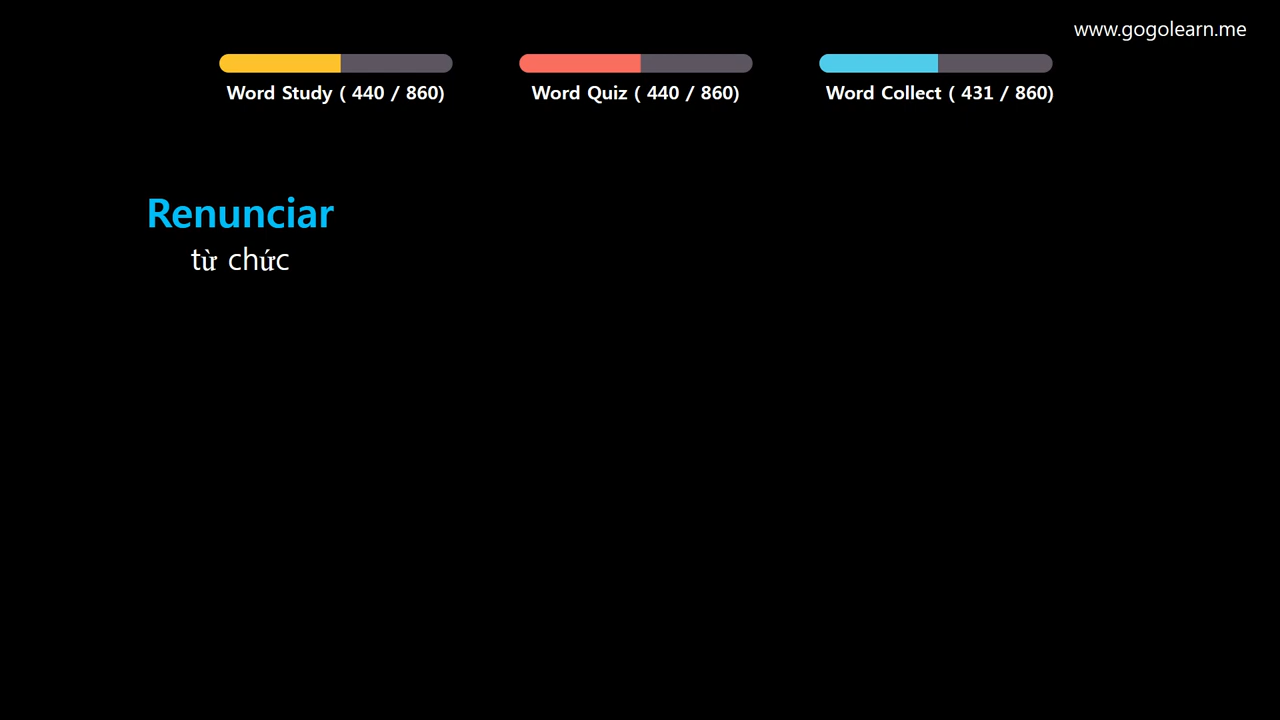 www.gogolearn.me
Word Study ( 440 / 860)
Word Quiz ( 440 / 860)
Word Collect ( 431 / 860)
Renunciar
từ chức